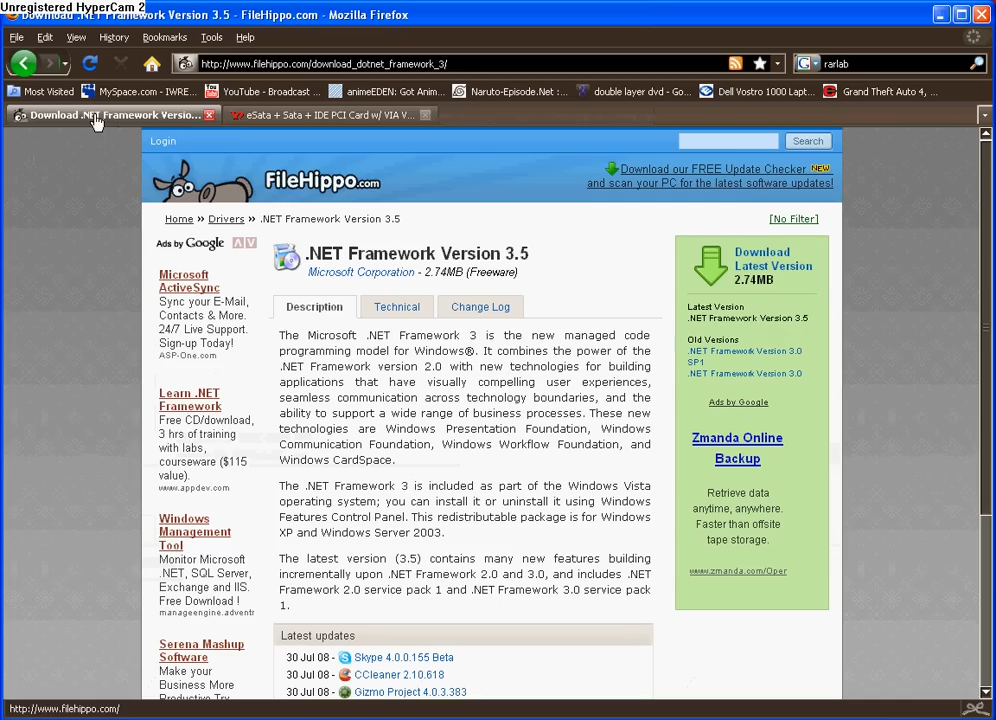 Unregistered HyperCam 2
Download .NET Framework Version 3.5 - FileHippo.com - Mozilla Firefox
File Edit View History Bookmarks Tools Help
http://www.filehippo.com/download_dotnet_framework_3/
rarlab
Most Visited MySpace.com - IWRE... YouTube - Broadcast ... animeEDEN: Got Anim... Naruto-Episode.Net :... double layer dvd - Go... Dell Vostro 1000 Lapt... Grand Theft Auto 4, ...
Download .NET Framework Versio... eSata + Sata + IDE PCI Card w/ VIA V...
Login
Search
FileHippo.com
Download our FREE Update Checker NEW
and scan your PC for the latest software updates!
Home » Drivers » .NET Framework Version 3.5
[No Filter]
Ads by Google
Microsoft
ActiveSync
Sync your E-Mail,
Contacts & More.
24/7 Live Support.
Sign-up Today!
ASP-One.com
Learn .NET
Framework
Free CD/download,
3 hrs of training
with labs,
courseware ($115
value).
www.appdev.com
Windows
Management
Tool
Monitor Microsoft
.NET, SQL Server,
Exchange and IIS.
Free Download !
manageengine.adventr
Serena Mashup
Software
Make your
Business More
Productive Try
.NET Framework Version 3.5
Microsoft Corporation - 2.74MB (Freeware)
Description Technical Change Log
The Microsoft .NET Framework 3 is the new managed code
programming model for Windows®. It combines the power of the
.NET Framework version 2.0 with new technologies for building
applications that have visually compelling user experiences,
seamless communication across technology boundaries, and the
ability to support a wide range of business processes. These new
technologies are Windows Presentation Foundation, Windows
Communication Foundation, Windows Workflow Foundation, and
Windows CardSpace.
The .NET Framework 3 is included as part of the Windows Vista
operating system; you can install it or uninstall it using Windows
Features Control Panel. This redistributable package is for Windows
XP and Windows Server 2003.
The latest version (3.5) contains many new features building
incrementally upon .NET Framework 2.0 and 3.0, and includes .NET
Framework 2.0 service pack 1 and .NET Framework 3.0 service pack
1.
Latest updates
30 Jul 08 - Skype 4.0.0.155 Beta
30 Jul 08 - CCleaner 2.10.618
30 Jul 08 - Gizmo Project 4.0.3.383
Download
Latest Version
2.74MB
Latest Version
.NET Framework Version 3.5
Old Versions
.NET Framework Version 3.0
SP1
.NET Framework Version 3.0
Ads by Google
Zmanda Online
Backup
Retrieve data
anytime, anywhere.
Faster than offsite
tape storage.
www.zmanda.com/Oper
http://www.filehippo.com/